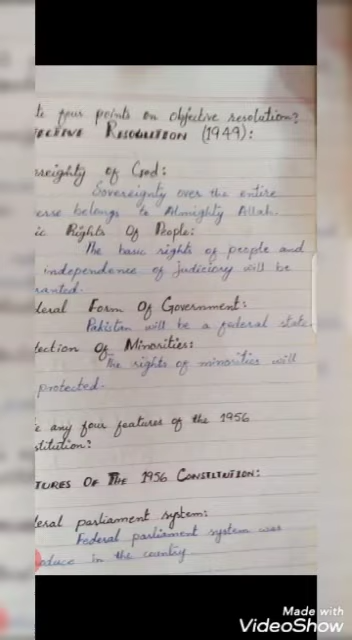 te four points on objective resolution?
ECTIVE RESOLUTION (1949):
reighty of God:
Sovereignty over the entire
erse belongs to Almighty Allah.
ic Rights Of People:
The basic rights of people and
independence of judiciary will be
ranted.
deral Form Of Government:
Pakistan will be a federal state
tection Of Minorities:
The rights of minorities will
protected.
e any four features of the 1956
stitution?
TURES OF THE 1956 CONSTITUTION:
deral parliament system:
Federal parliament system was
oduce in the country
Made with
VideoShow